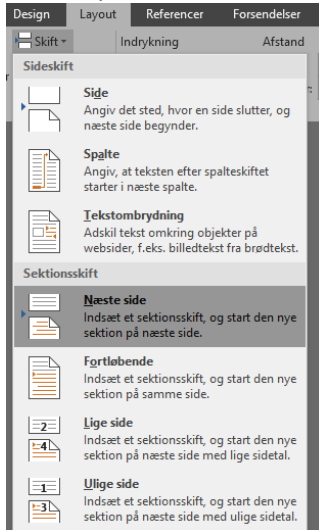 Design Layout Referencer Forsendelser
Skift Indrykning Afstand
Sideskift
Side
Angiv det sted, hvor en side slutter, og
næste side begynder.
Spalte
Angiv, at teksten efter spalteskiftet
starter i næste spalte.
Tekstombrydning
Adskil tekst omkring objekter på
websider, f.eks. billedtekst fra brødtekst.
Sektionsskift
Næste side
Indsæt et sektionsskift, og start den nye
sektion på næste side.
Fortløbende
Indsæt et sektionsskift, og start den nye
sektion på samme side.
2
4
Lige side
Indsæt et sektionsskift, og start den nye
sektion på næste side med lige sidetal.
1
3
Ulige side
Indsæt et sektionsskift, og start den nye
sektion på næste side med ulige sidetal.